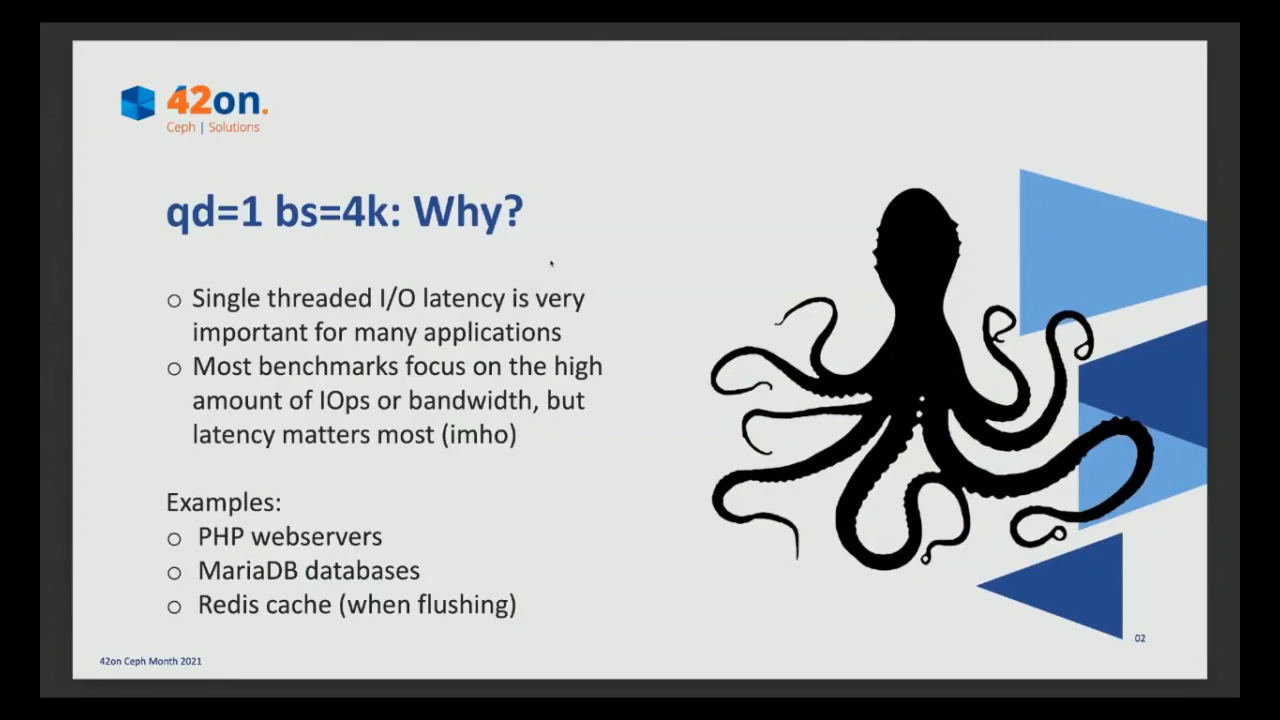 42on.
Ceph | Solutions
qd=1 bs=4k: Why?
○ Single threaded I/O latency is very
important for many applications
○ Most benchmarks focus on the high
amount of IOps or bandwidth, but
latency matters most (imho)
Examples:
○ PHP webservers
○ MariaDB databases
○ Redis cache (when flushing)
02
42on Ceph Month 2021